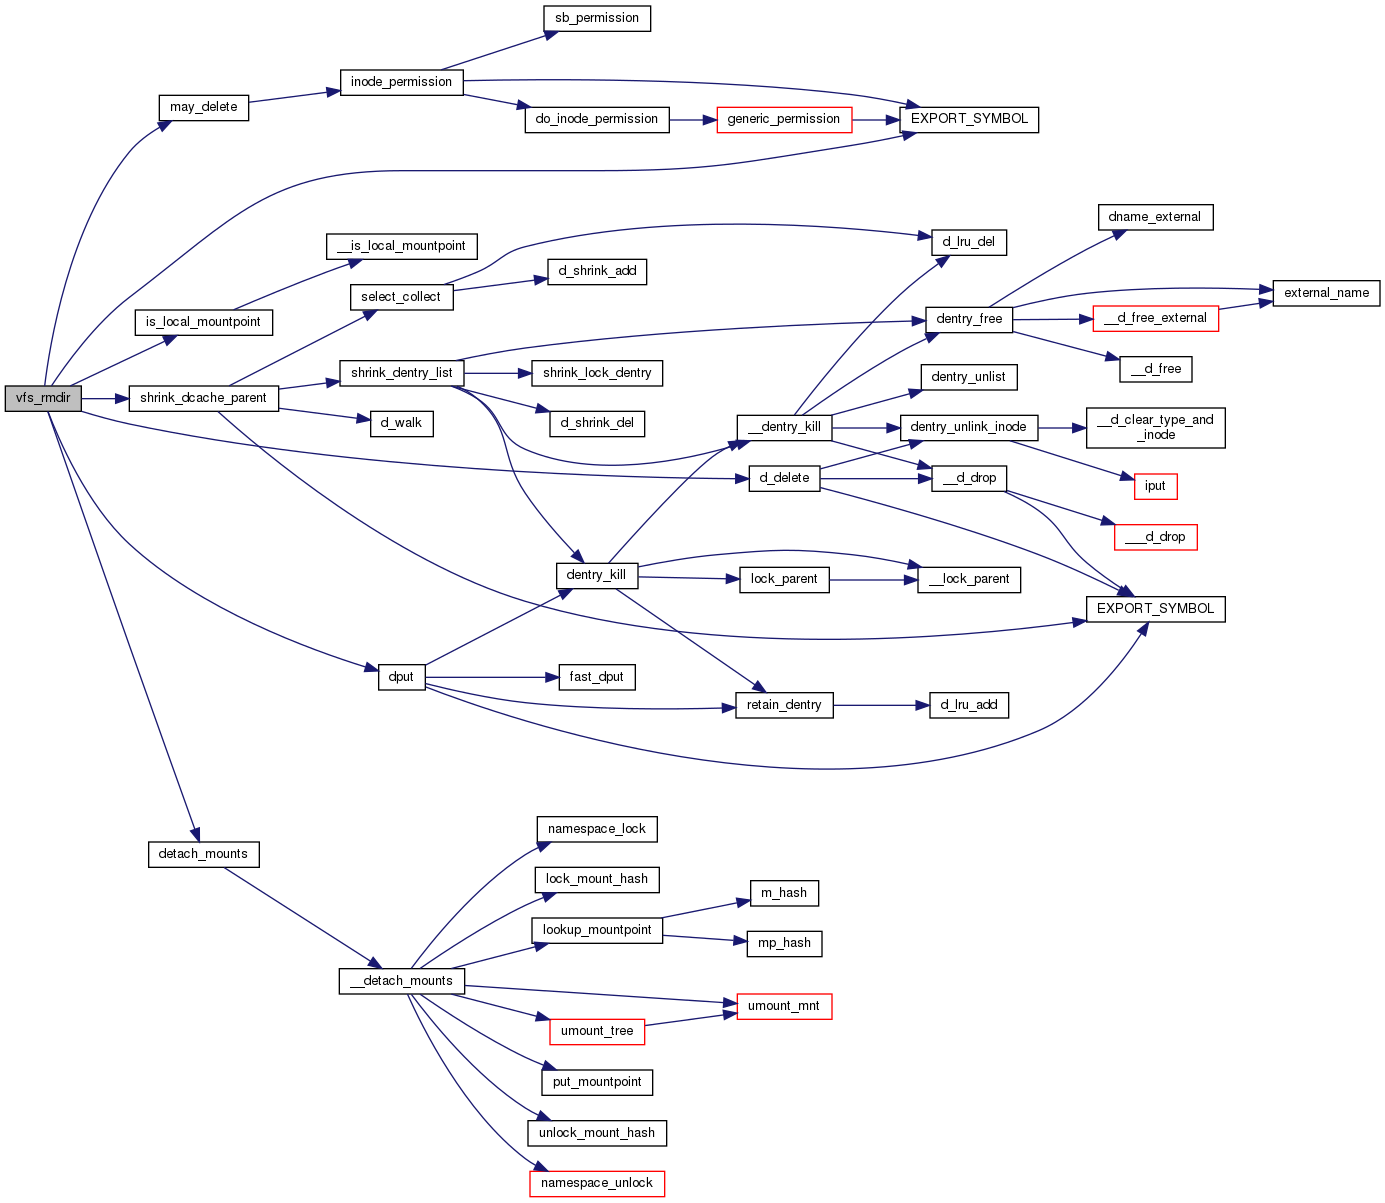 sb_permission
inode_permission
may_delete
do_inode_permission
generic_permission
EXPORT_SYMBOL
dname_external
__is_local_mountpoint
d_lru_del
d_shrink_add
select_collect
external_name
is_local_mountpoint
dentry_free
__d_free_external
shrink_dentry_list
shrink_lock_dentry
__d_free
dentry_unlist
vfs_rmdir
shrink_dcache_parent
d_walk
d_shrink_del
__dentry_kill
dentry_unlink_inode
__d_clear_type_and
_inode
d_delete
__d_drop
iput
___d_drop
dentry_kill
lock_parent
__lock_parent
EXPORT_SYMBOL
dput
fast_dput
retain_dentry
d_lru_add
namespace_lock
detach_mounts
lock_mount_hash
m_hash
lookup_mountpoint
mp_hash
__detach_mounts
umount_mnt
umount_tree
put_mountpoint
unlock_mount_hash
namespace_unlock